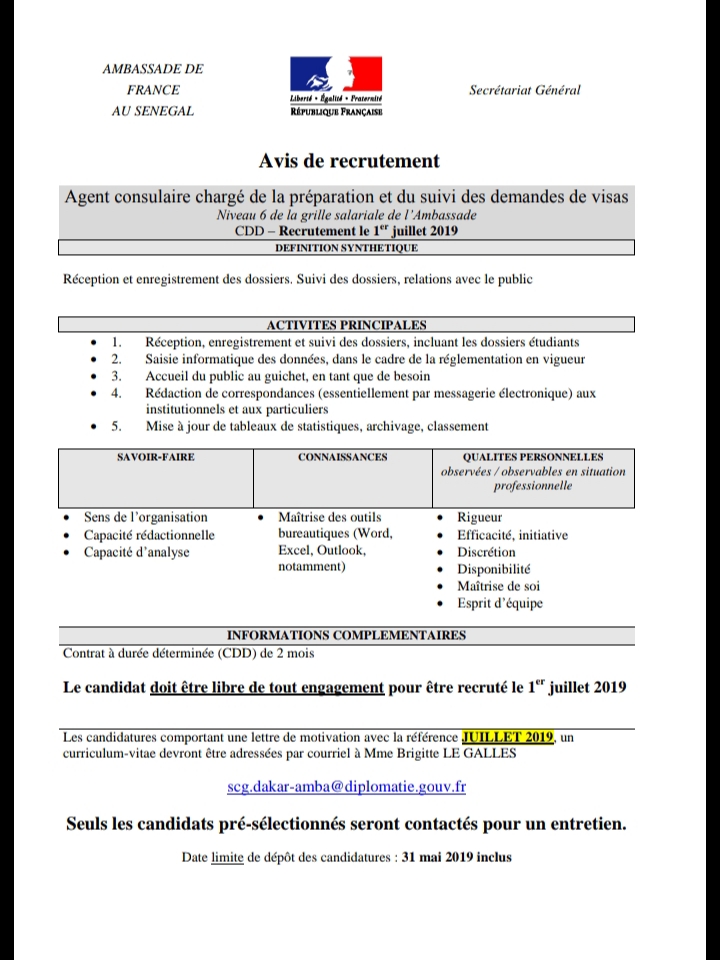 AMBASSADE DE
FRANCE
AU SENEGAL
Liberté • Égalité • Fraternité
RÉPUBLIQUE FRANÇAISE
Secrétariat Général
Avis de recrutement
Agent consulaire chargé de la préparation et du suivi des demandes de visas
Niveau 6 de la grille salariale de l'Ambassade
CDD – Recrutement le 1er juillet 2019
DEFINITION SYNTHETIQUE
Réception et enregistrement des dossiers. Suivi des dossiers, relations avec le public
ACTIVITES PRINCIPALES
• 1. Réception, enregistrement et suivi des dossiers, incluant les dossiers étudiants
• 2. Saisie informatique des données, dans le cadre de la réglementation en vigueur
• 3. Accueil du public au guichet, en tant que de besoin
• 4. Rédaction de correspondances (essentiellement par messagerie électronique) aux
institutionnels et aux particuliers
• 5. Mise à jour de tableaux de statistiques, archivage, classement
SAVOIR-FAIRE
• Sens de l'organisation
• Capacité rédactionnelle
• Capacité d'analyse
CONNAISSANCES
• Maîtrise des outils
bureautiques (Word,
Excel, Outlook,
notamment)
QUALITES PERSONNELLES
observées / observables en situation
professionnelle
• Rigueur
• Efficacité, initiative
• Discrétion
• Disponibilité
• Maîtrise de soi
• Esprit d'équipe
INFORMATIONS COMPLEMENTAIRES
Contrat à durée déterminée (CDD) de 2 mois
Le candidat doit être libre de tout engagement pour être recruté le 1er juillet 2019
Les candidatures comportant une lettre de motivation avec la référence JUILLET 2019, un
curriculum-vitae devront être adressées par courriel à Mme Brigitte LE GALLES
scg.dakar-amba@diplomatie.gouv.fr
Seuls les candidats pré-sélectionnés seront contactés pour un entretien.
Date limite de dépôt des candidatures : 31 mai 2019 inclus